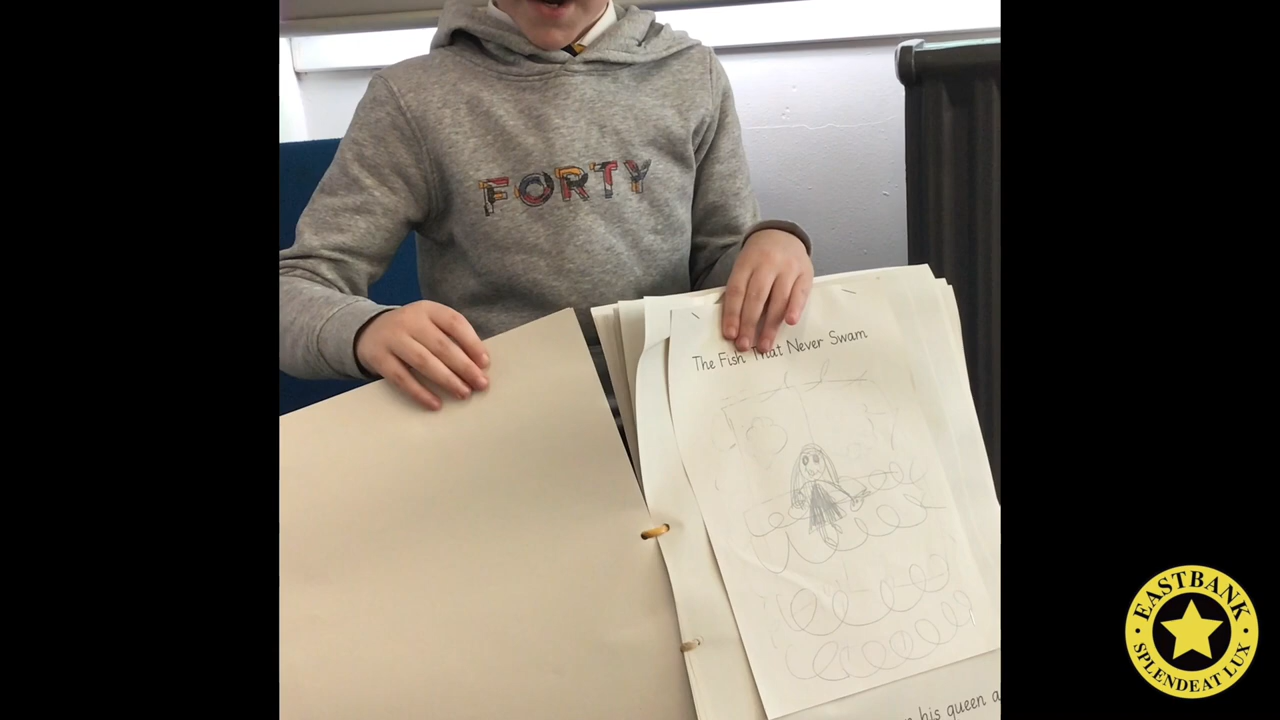 FORTY
The Fish That Never Swam
his queen a
EASTBANK
SPLENDEAT LUX